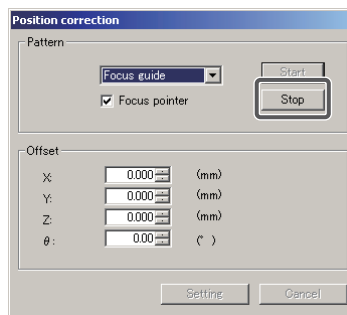 Position correction
Pattern
Focus guide
Start
Focus pointer
Stop
Offset
X: 0.000 (mm)
Y: 0.000 (mm)
Z: 0.000 (mm)
θ: 0.00 (° )
Setting
Cancel